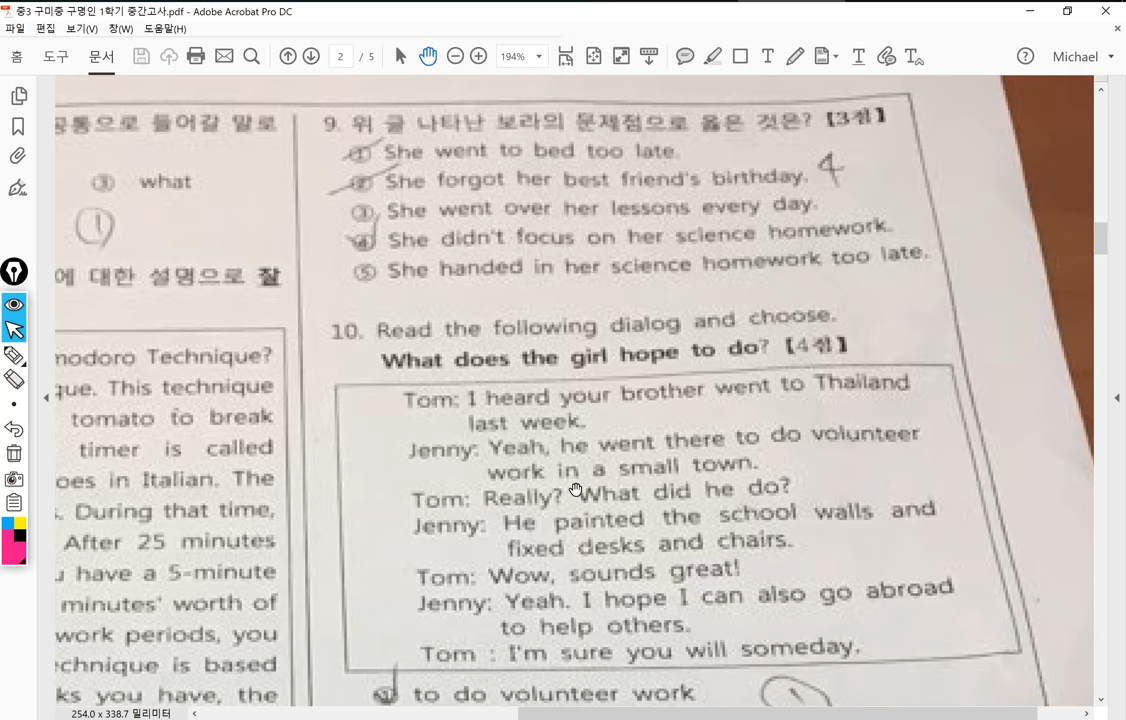 중3 구미중 구명인 1학기 중간고사.pdf - Adobe Acrobat Pro DC
파일 편집 보기(V) 창(W) 도움말(H)
홈 도구 문서 2 / 5 194% Michael
공통으로 들어갈 말로
③ what
①
에 대한 설명으로 잘
modoro Technique?
que. This technique
tomato to break
timer is called
oes in Italian. The
s. During that time,
After 25 minutes
u have a 5-minute
minutes' worth of
work periods, you
echnique is based
ks you have, the
9. 위 글 나타난 보라의 문제점으로 옳은 것은? [3점]
① She went to bed too late.
② She forgot her best friend's birthday. 4
③ She went over her lessons every day.
④ She didn't focus on her science homework.
⑤ She handed in her science homework too late.
10. Read the following dialog and choose.
What does the girl hope to do? [4점]
Tom: I heard your brother went to Thailand
last week.
Jenny: Yeah, he went there to do volunteer
work in a small town.
Tom: Really? What did he do?
Jenny: He painted the school walls and
fixed desks and chairs.
Tom: Wow, sounds great!
Jenny: Yeah. I hope I can also go abroad
to help others.
Tom : I'm sure you will someday.
① to do volunteer work
254.0 x 338.7 밀리미터